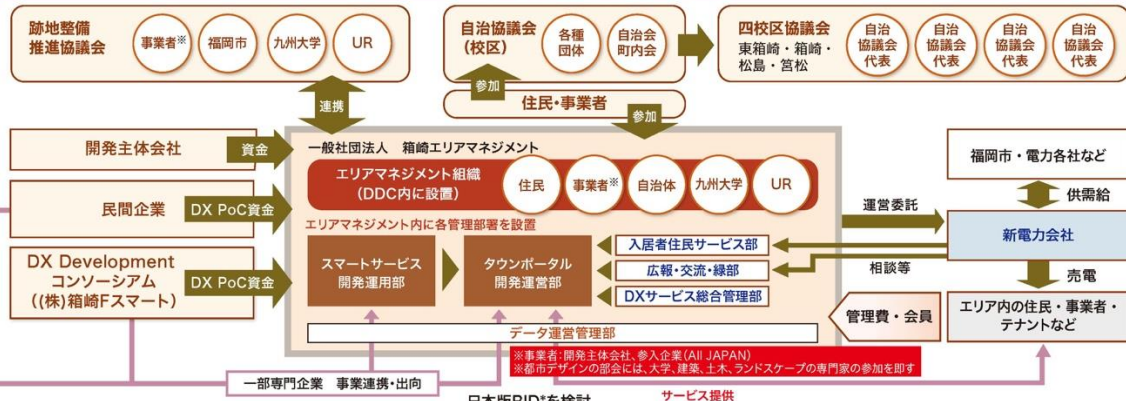 跡地整備
推進協議会
事業者※
福岡市
九州大学
UR
自治協議会
(校区)
各種
団体
自治会
町内会
四校区協議会
東箱崎・箱崎・
松島・筥松
自治
協議会
代表
自治
協議会
代表
自治
協議会
代表
自治
協議会
代表
連携
参加
住民・事業者
参加
開発主体会社
資金
民間企業
DX PoC資金
DX Development
コンソーシアム
((株)箱崎Fスマート)
DX PoC資金
一般社団法人 箱崎エリアマネジメント
エリアマネジメント組織
(DDC内に設置)
住民
事業者※
自治体
九州大学
UR
エリアマネジメント内に各管理部署を設置
スマートサービス
開発運用部
タウンポータル
開発運営部
入居者住民サービス部
広報・交流・緑部
DXサービス総合管理部
データ運営管理部
運営委託
相談等
福岡市・電力各社など
供需給
新電力会社
売電
エリア内の住民・事業者・
テナントなど
管理費・会員
※事業者:開発主体会社、参入企業(All JAPAN)
※都市デザインの部会には、大学、建築、土木、ランドスケープの専門家の参加を即す
一部専門企業 事業連携・出向
サービス提供
日本版BID*を検討